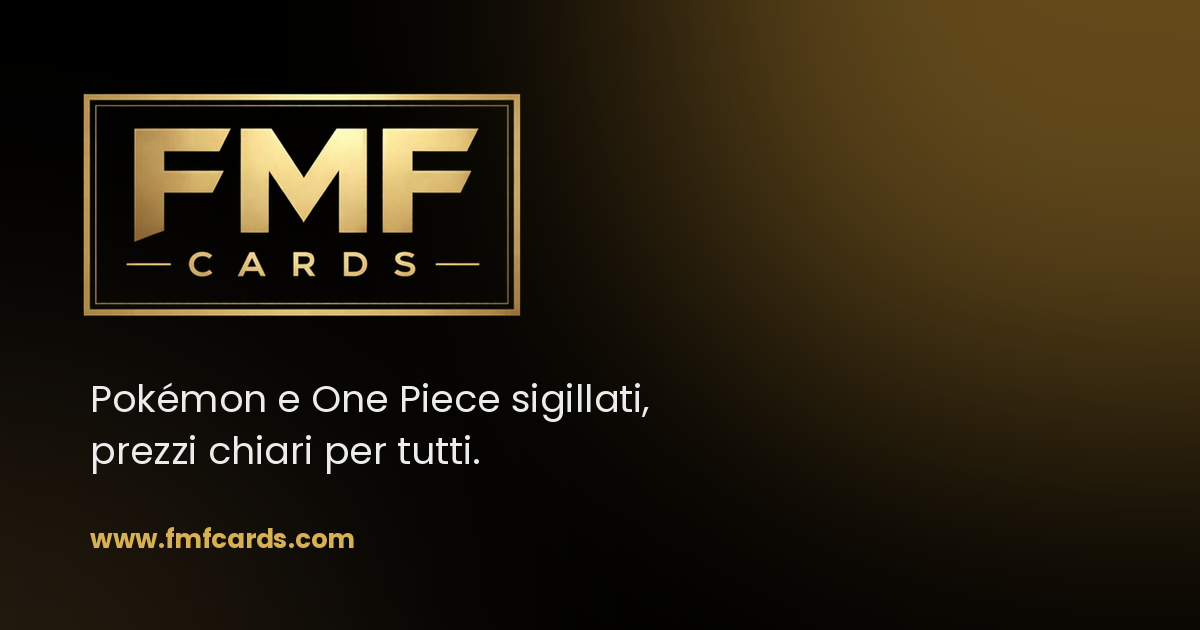 FMF
CARDS
Pokémon e One Piece sigillati,
prezzi chiari per tutti.
www.fmfcards.com